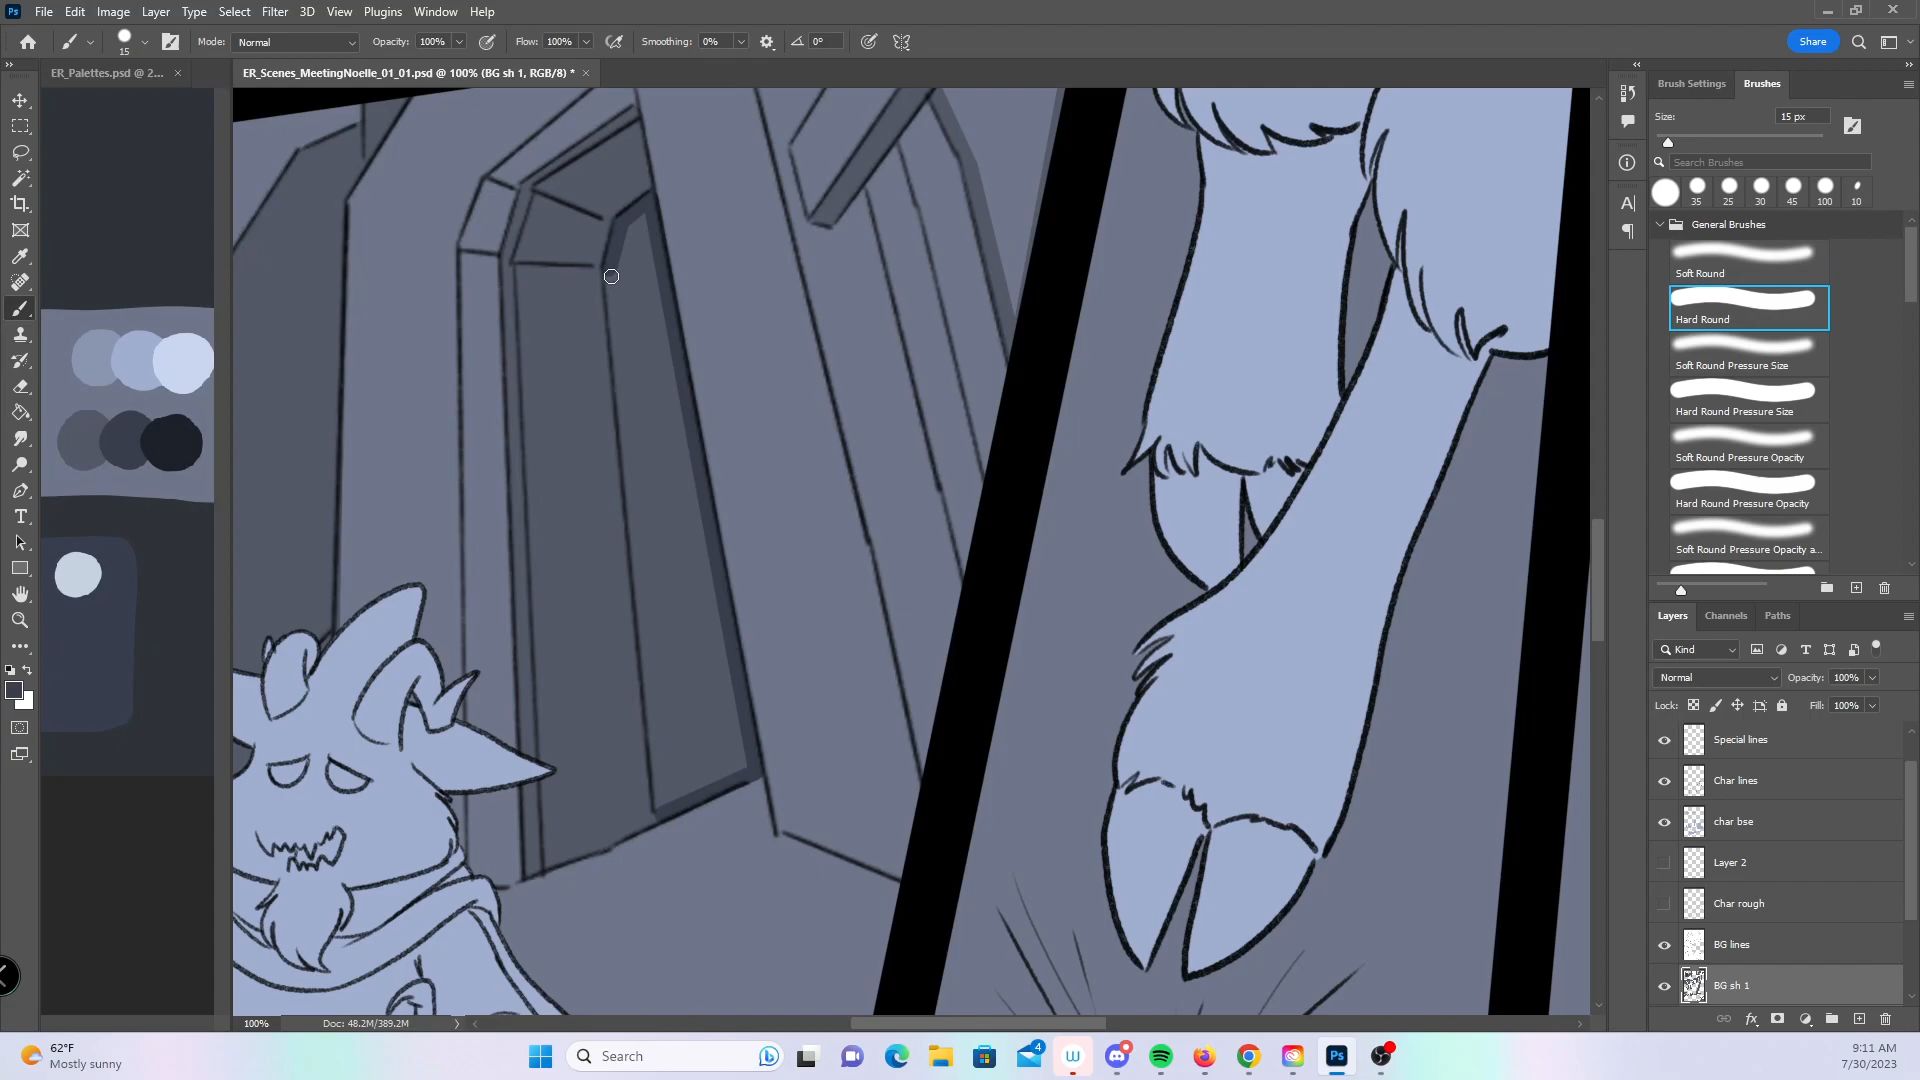 Ps File Edit Image Layer Type Select Filter 3D View Plugins Window Help
15 Mode: Normal Opacity: 100% Flow: 100% Smoothing: 0% 0° Share
ER_Palettes.psd @ 2... × ER_Scenes_MeetingNoelle_01_01.psd @ 100% (BG sh 1, RGB/8) * ×
Brush Settings Brushes
Size: 15 px
Search Brushes
35 25 30 45 100 10
General Brushes
Soft Round
Hard Round
Soft Round Pressure Size
Hard Round Pressure Size
Soft Round Pressure Opacity
Hard Round Pressure Opacity
Soft Round Pressure Opacity a...
Layers Channels Paths
Kind
Normal Opacity: 100%
Lock: Fill: 100%
Special lines
Char lines
char bse
Layer 2
Char rough
BG lines
BG sh 1
100% Doc: 48.2M/389.2M
62°F
Mostly sunny
Search
4
Ps
9:11 AM
7/30/2023